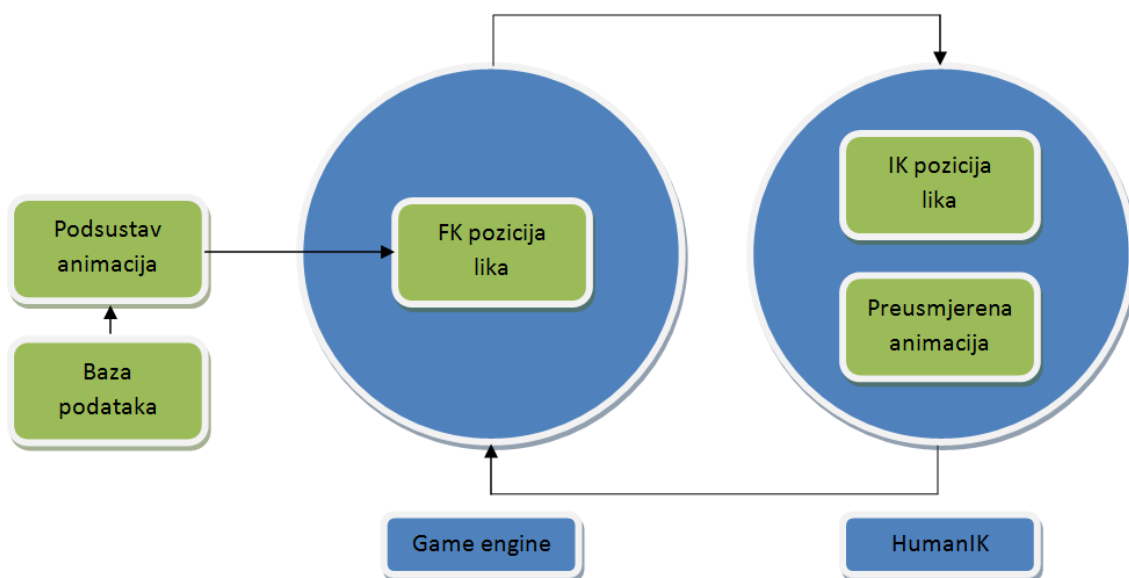 Podsustav
animacija
Baza
podataka
FK pozicija
lika
IK pozicija
lika
Preusmjerena
animacija
Game engine
HumanIK